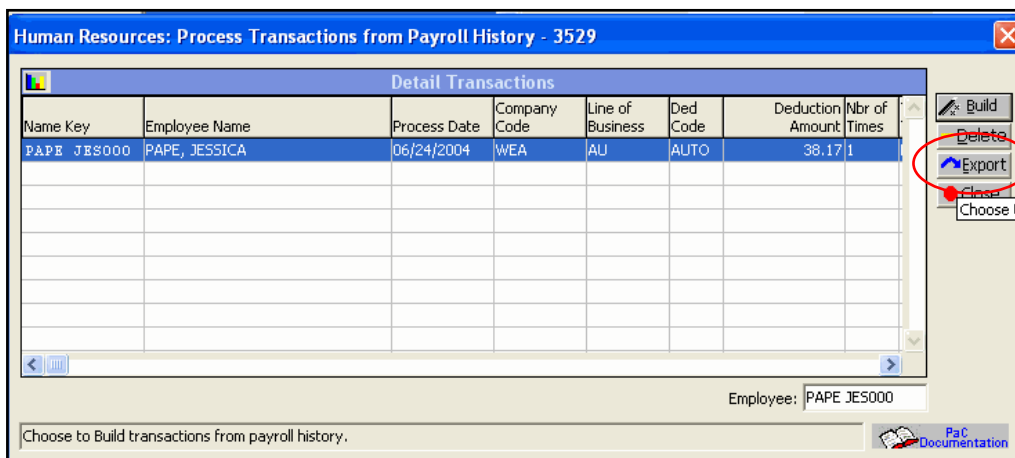 Human Resources: Process Transactions from Payroll History - 3529
Detail Transactions
Name Key Employee Name Process Date Company Code Line of Business Ded Code Deduction Amount Nbr of Times
PAPE JES000 PAPE, JESSICA 06/24/2004 WEA AU AUTO 38.17 1
Build
Delete
Export
Close
Choose
Employee: PAPE JES000
Choose to Build transactions from payroll history.
PaC
Documentation